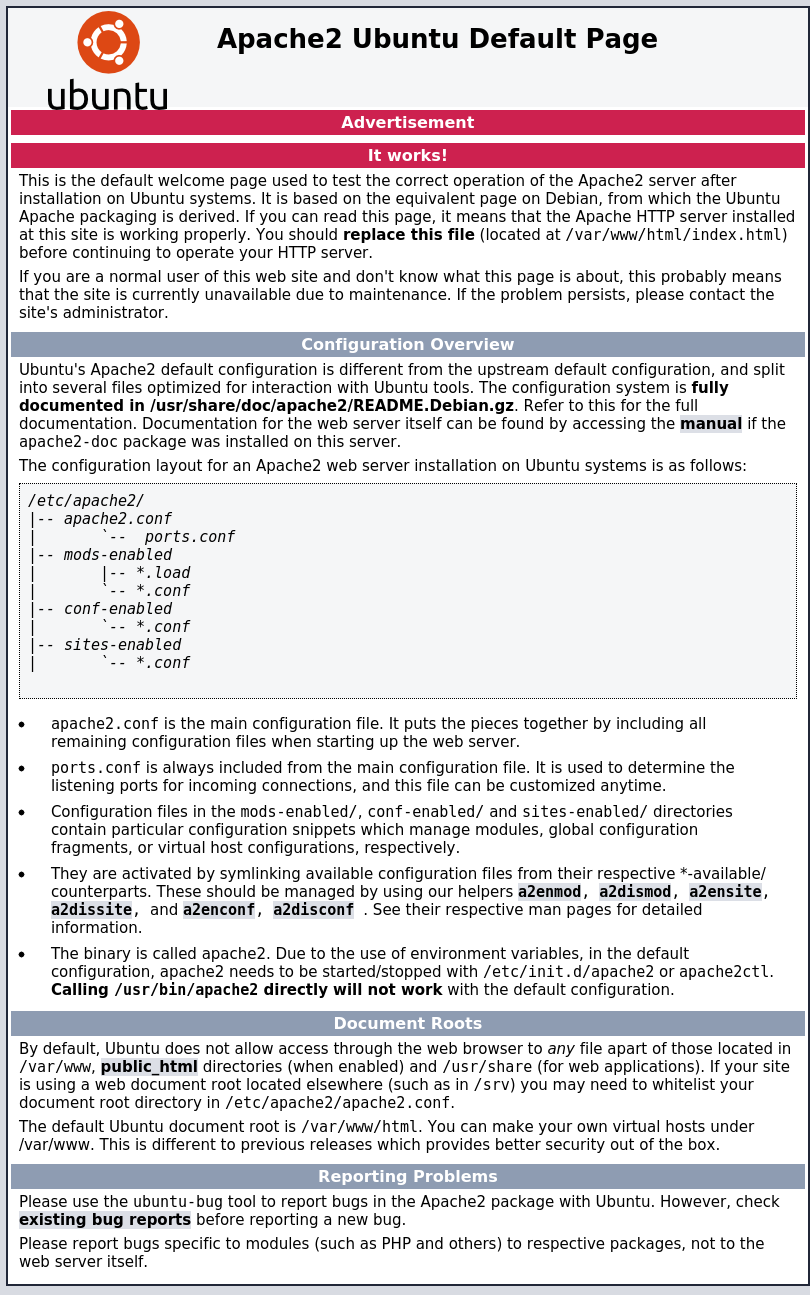 Apache2 Ubuntu Default Page
ubuntu
Advertisement
It works!
This is the default welcome page used to test the correct operation of the Apache2 server after
installation on Ubuntu systems. It is based on the equivalent page on Debian, from which the Ubuntu
Apache packaging is derived. If you can read this page, it means that the Apache HTTP server installed
at this site is working properly. You should replace this file (located at /var/www/html/index.html)
before continuing to operate your HTTP server.
If you are a normal user of this web site and don't know what this page is about, this probably means
that the site is currently unavailable due to maintenance. If the problem persists, please contact the
site's administrator.
Configuration Overview
Ubuntu's Apache2 default configuration is different from the upstream default configuration, and split
into several files optimized for interaction with Ubuntu tools. The configuration system is fully
documented in /usr/share/doc/apache2/README.Debian.gz. Refer to this for the full
documentation. Documentation for the web server itself can be found by accessing the manual if the
apache2-doc package was installed on this server.
The configuration layout for an Apache2 web server installation on Ubuntu systems is as follows:
/etc/apache2/
|-- apache2.conf
|       `--  ports.conf
|-- mods-enabled
|       |-- *.load
|       `-- *.conf
|-- conf-enabled
|       `-- *.conf
|-- sites-enabled
|       `-- *.conf
• apache2.conf is the main configuration file. It puts the pieces together by including all
remaining configuration files when starting up the web server.
• ports.conf is always included from the main configuration file. It is used to determine the
listening ports for incoming connections, and this file can be customized anytime.
• Configuration files in the mods-enabled/, conf-enabled/ and sites-enabled/ directories
contain particular configuration snippets which manage modules, global configuration
fragments, or virtual host configurations, respectively.
• They are activated by symlinking available configuration files from their respective *-available/
counterparts. These should be managed by using our helpers a2enmod, a2dismod, a2ensite,
a2dissite, and a2enconf, a2disconf . See their respective man pages for detailed
information.
• The binary is called apache2. Due to the use of environment variables, in the default
configuration, apache2 needs to be started/stopped with /etc/init.d/apache2 or apache2ctl.
Calling /usr/bin/apache2 directly will not work with the default configuration.
Document Roots
By default, Ubuntu does not allow access through the web browser to any file apart of those located in
/var/www, public_html directories (when enabled) and /usr/share (for web applications). If your site
is using a web document root located elsewhere (such as in /srv) you may need to whitelist your
document root directory in /etc/apache2/apache2.conf.
The default Ubuntu document root is /var/www/html. You can make your own virtual hosts under
/var/www. This is different to previous releases which provides better security out of the box.
Reporting Problems
Please use the ubuntu-bug tool to report bugs in the Apache2 package with Ubuntu. However, check
existing bug reports before reporting a new bug.
Please report bugs specific to modules (such as PHP and others) to respective packages, not to the
web server itself.